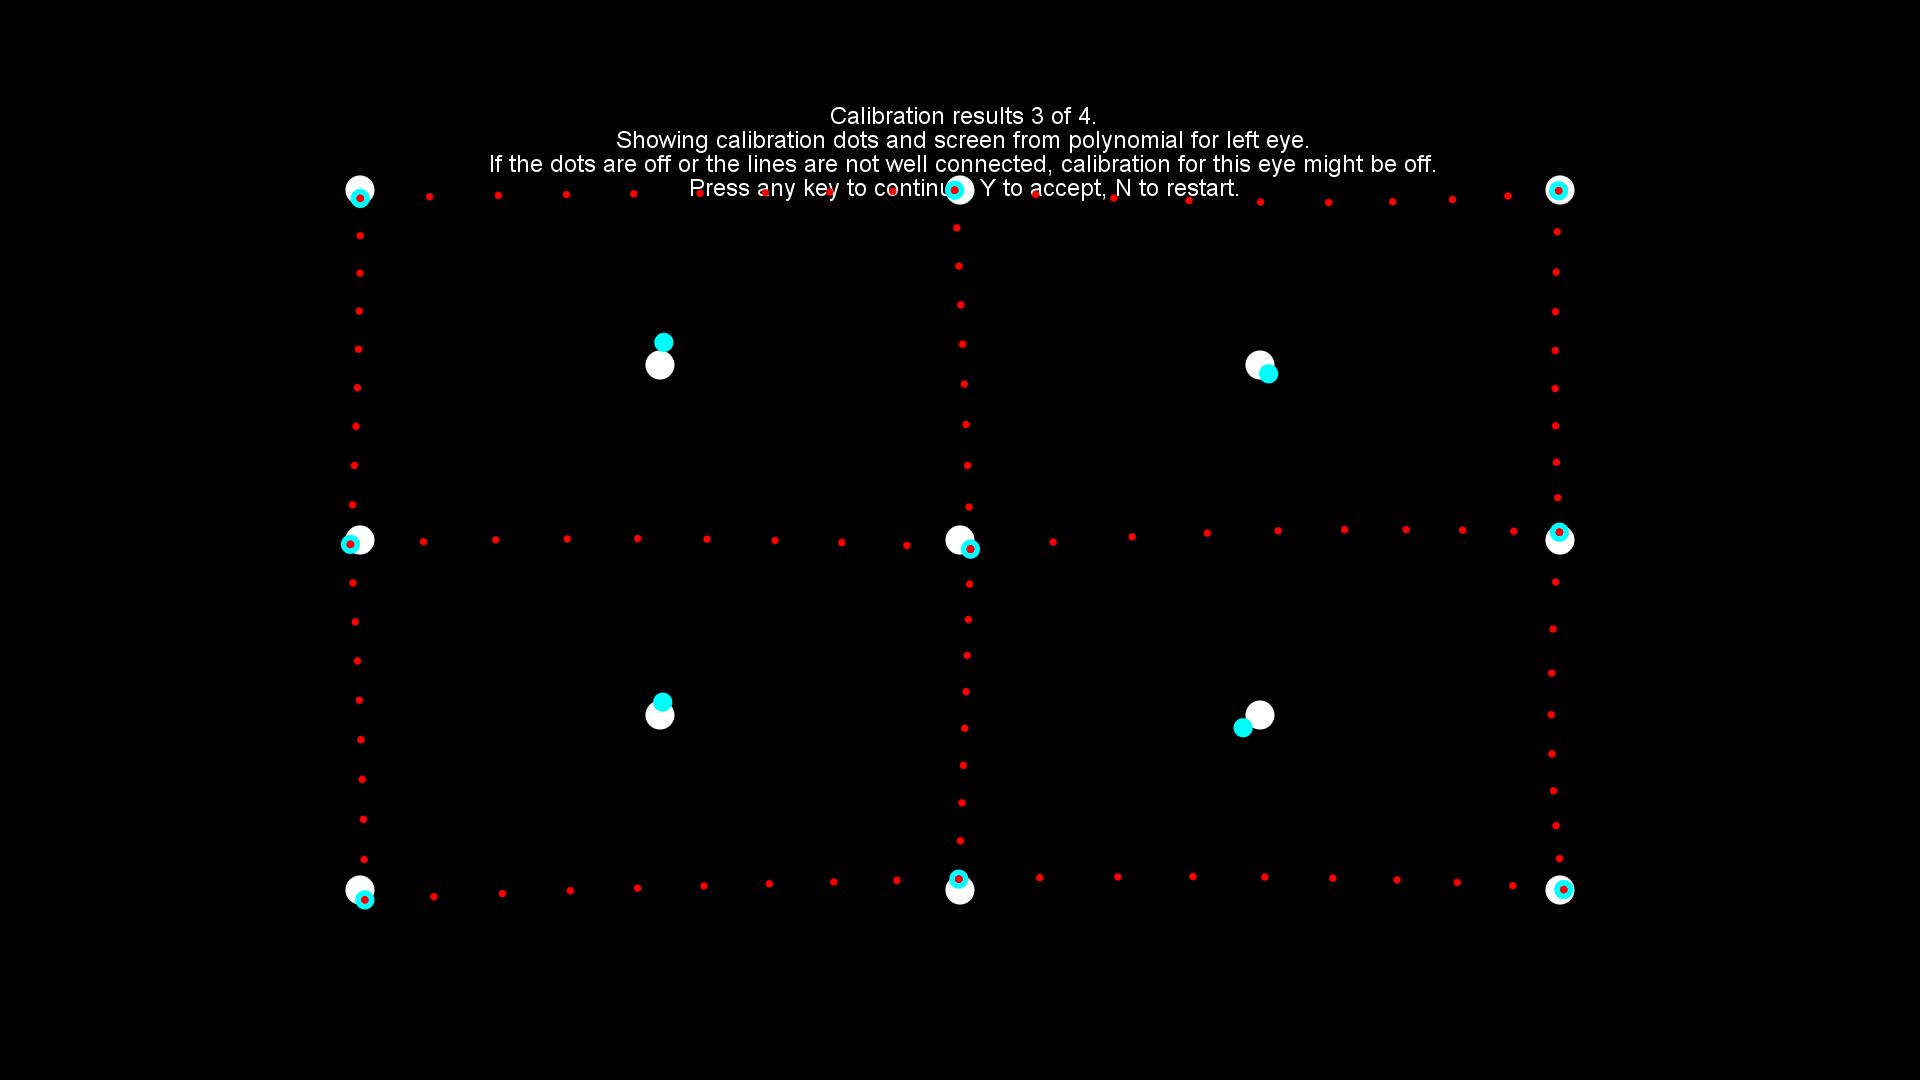 Calibration results 3 of 4.
Showing calibration dots and screen from polynomial for left eye.
If the dots are off or the lines are not well connected, calibration for this eye might be off.
Press any key to continue, Y to accept, N to restart.